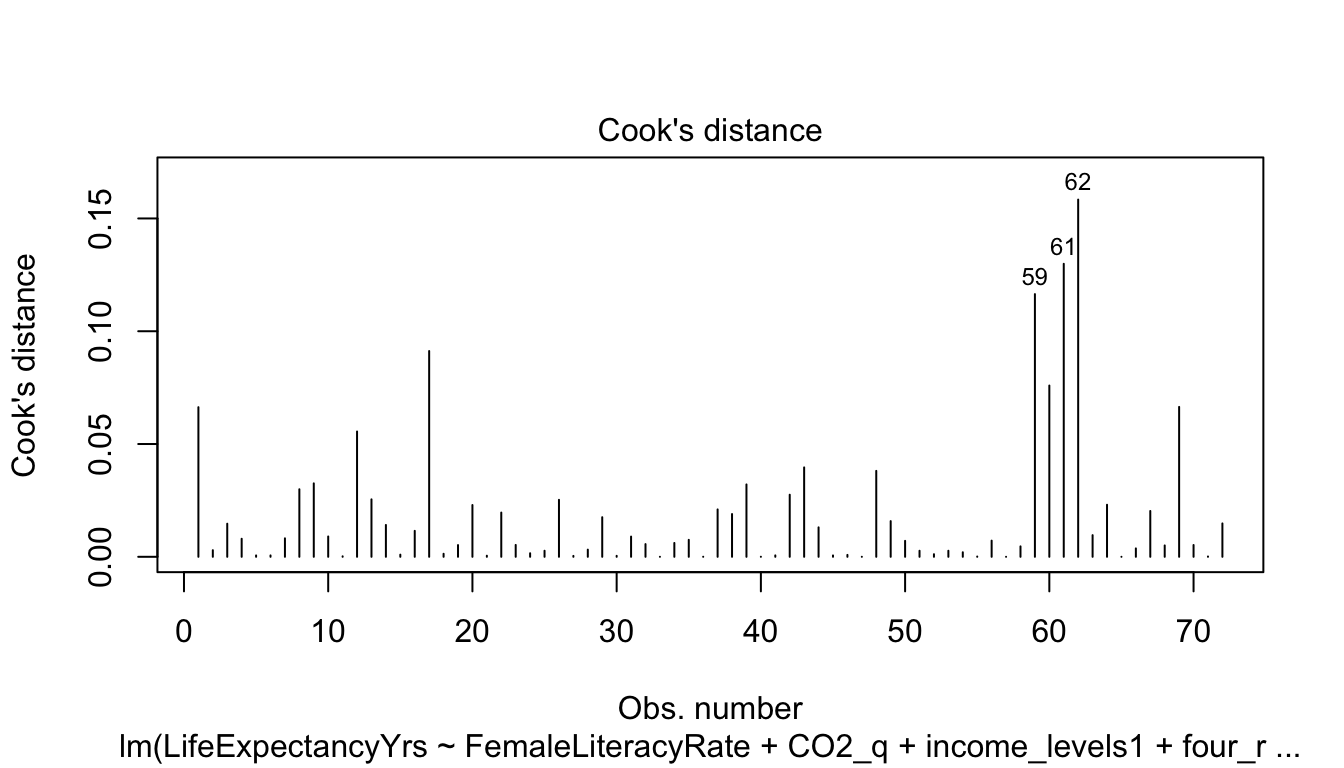 Cook's distance
Cook's distance
0.15
0.10
0.05
0.00
62
61
59
0 10 20 30 40 50 60 70
Obs. number
lm(LifeExpectancyYrs ~ FemaleLiteracyRate + CO2_q + income_levels1 + four_r ...